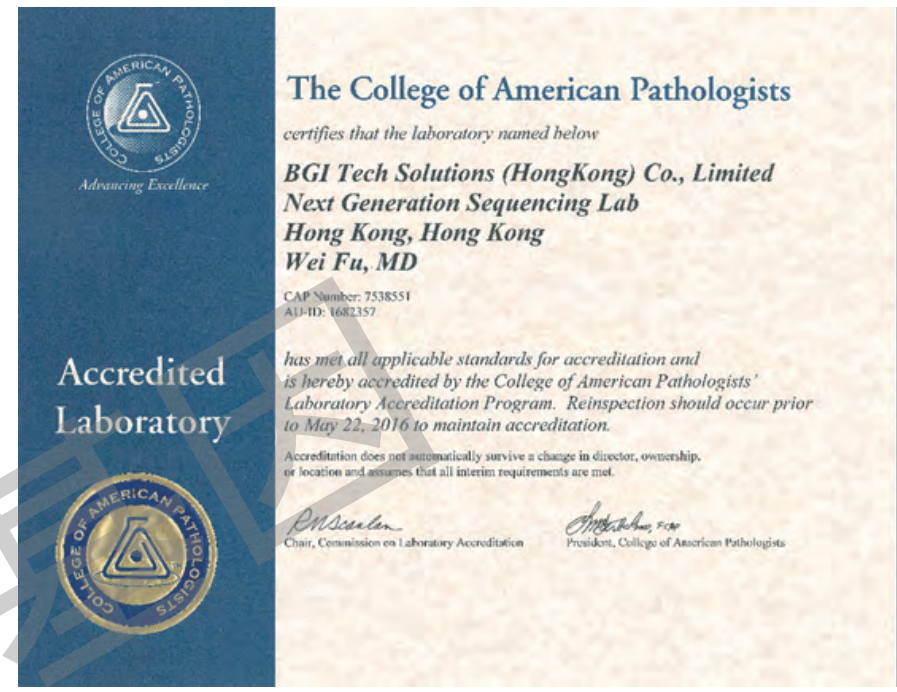 COLLEGE OF AMERICAN PATHOLOGISTS
Advancing Excellence
The College of American Pathologists
certifies that the laboratory named below
BGI Tech Solutions (HongKong) Co., Limited
Next Generation Sequencing Lab
Hong Kong, Hong Kong
Wei Fu, MD
CAP Number: 7538551
AU-ID: 1682357
Accredited
Laboratory
has met all applicable standards for accreditation and
is hereby accredited by the College of American Pathologists’
Laboratory Accreditation Program. Reinspection should occur prior
to May 22, 2016 to maintain accreditation.
Accreditation does not automatically survive a change in director, ownership,
or location and assumes that all interim requirements are met.
COLLEGE OF AMERICAN PATHOLOGISTS
Chair, Commission on Laboratory Accreditation
FCAP
President, College of American Pathologists